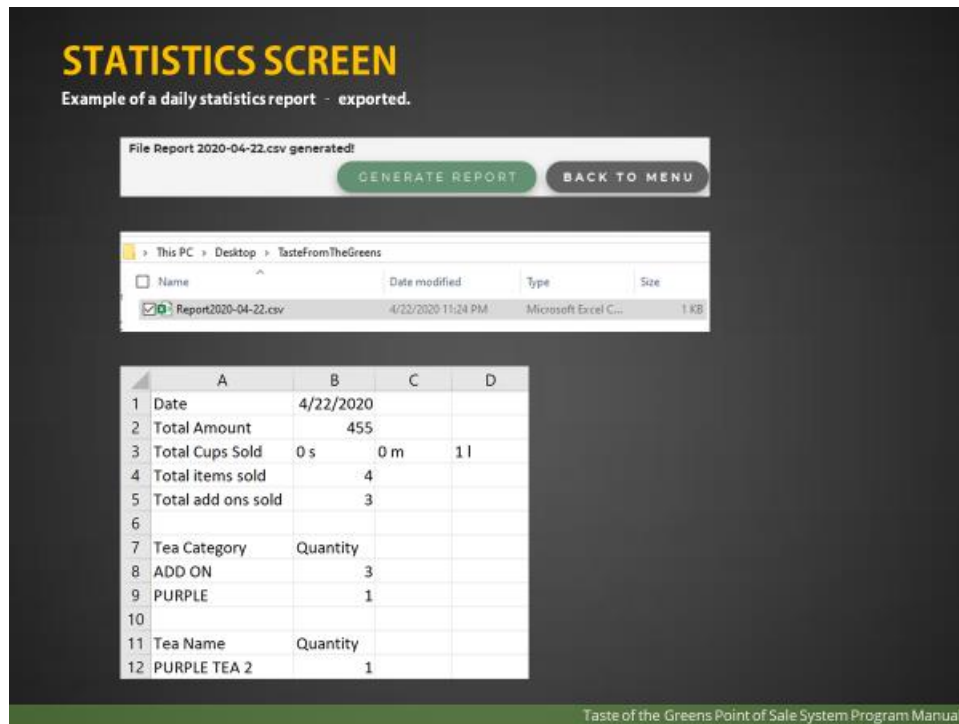 STATISTICS SCREEN
Example of a daily statistics report - exported.
File Report 2020-04-22.csv generated!
GENERATE REPORT BACK TO MENU
> This PC > Desktop > TasteFromTheGreens
Name Date modified Type Size
Report2020-04-22.csv 4/22/2020 11:24 PM Microsoft Excel C... 1 KB
A B C D
1 Date 4/22/2020
2 Total Amount 455
3 Total Cups Sold 0 s 0 m 1 l
4 Total items sold 4
5 Total add ons sold 3
6
7 Tea Category Quantity
8 ADD ON 3
9 PURPLE 1
10
11 Tea Name Quantity
12 PURPLE TEA 2 1
Taste of the Greens Point of Sale System Program Manua